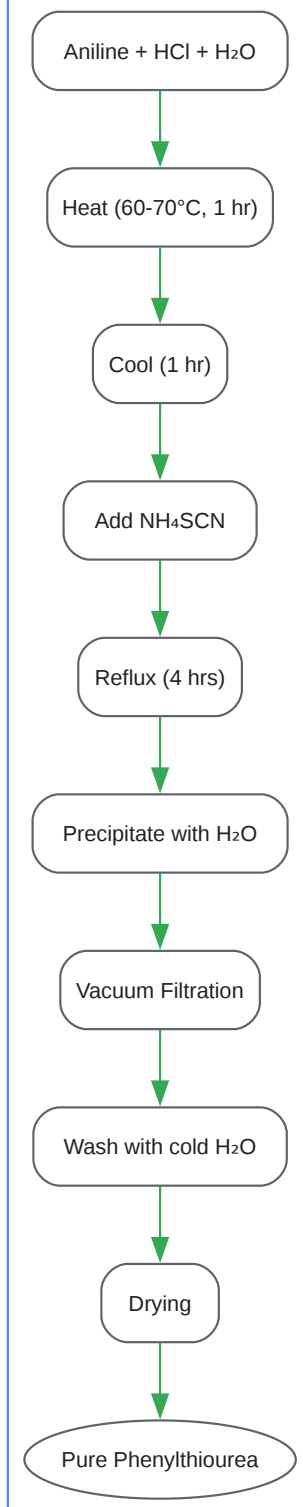 Aniline + HCl + H₂O
Heat (60-70°C, 1 hr)
Cool (1 hr)
Add NH₄SCN
Reflux (4 hrs)
Precipitate with H₂O
Vacuum Filtration
Wash with cold H₂O
Drying
Pure Phenylthiourea